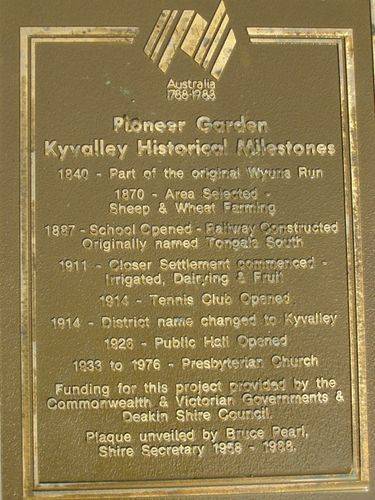 Australia
1788-1988
Pioneer Garden
Kyvalley Historical Milestones
1840 - Part of the original Wyuna Run
1870 - Area Selected -
Sheep & Wheat Farming
1887 - School Opened - Railway Constructed
Originally named Tongala South
1911 - Closer Settlement commenced -
Irrigated, Dairying & Fruit
1914 - Tennis Club Opened
1914 - District name changed to Kyvalley
1926 - Public Hall Opened
1933 to 1976 - Presbyterian Church
Funding for this project provided by the
Commonwealth & Victorian Governments &
Deakin Shire Council.
Plaque unveiled by Bruce Pearl,
Shire Secretary 1958 - 1988.